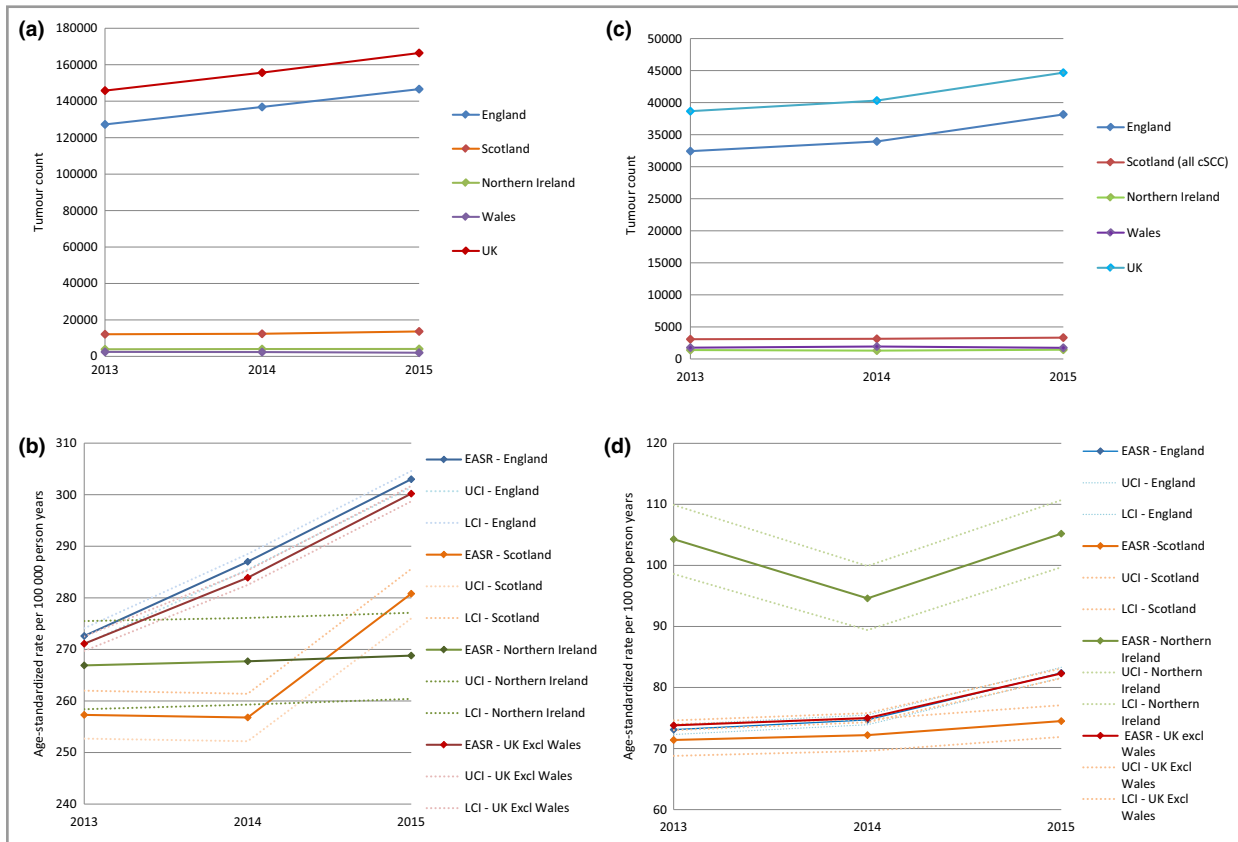 (a)
180000
160000
140000
120000
100000
80000
60000
40000
20000
0
Tumour count
2013
2014
2015
England
Scotland
Northern Ireland
Wales
UK
(c)
50000
45000
40000
35000
30000
25000
20000
15000
10000
5000
0
Tumour count
2013
2014
2015
England
Scotland (all cSCC)
Northern Ireland
Wales
UK
(b)
310
300
290
280
270
260
250
240
Age-standardized rate per 100 000 person years
2013
2014
2015
EASR - England
UCI - England
LCI - England
EASR - Scotland
UCI - Scotland
LCI - Scotland
EASR - Northern Ireland
UCI - Northern Ireland
LCI - Northern Ireland
EASR - UK Excl Wales
UCI - UK Excl Wales
LCI - UK Excl Wales
(d)
120
110
100
90
80
70
60
Age-standardized rate per 100 000 person years
2013
2014
2015
EASR - England
UCI - England
LCI - England
EASR -Scotland
UCI - Scotland
LCI - Scotland
EASR - Northern
Ireland
UCI - Northern
Ireland
LCI - Northern
Ireland
EASR - UK excl
Wales
UCI - UK Excl
Wales
LCI - UK Excl
Wales